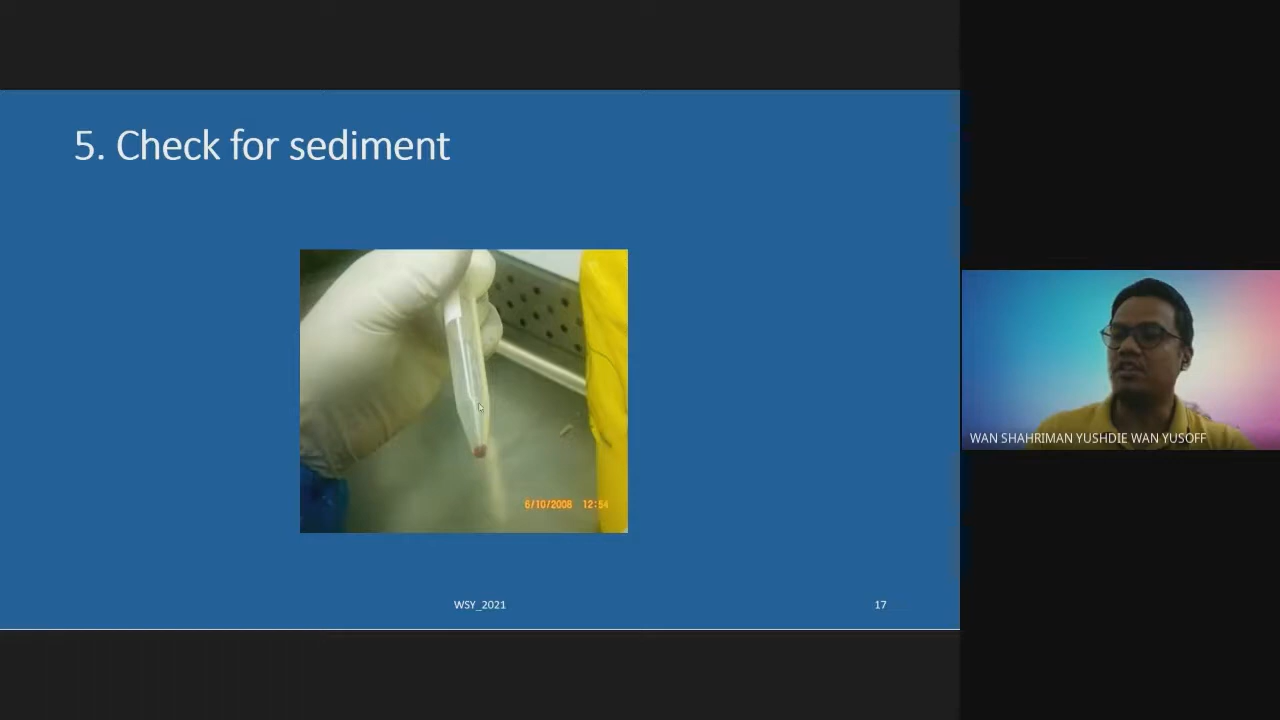 5. Check for sediment
6/10/2008 12:54
WSY_2021
17
WAN SHAHRIMAN YUSHDIE WAN YUSOFF